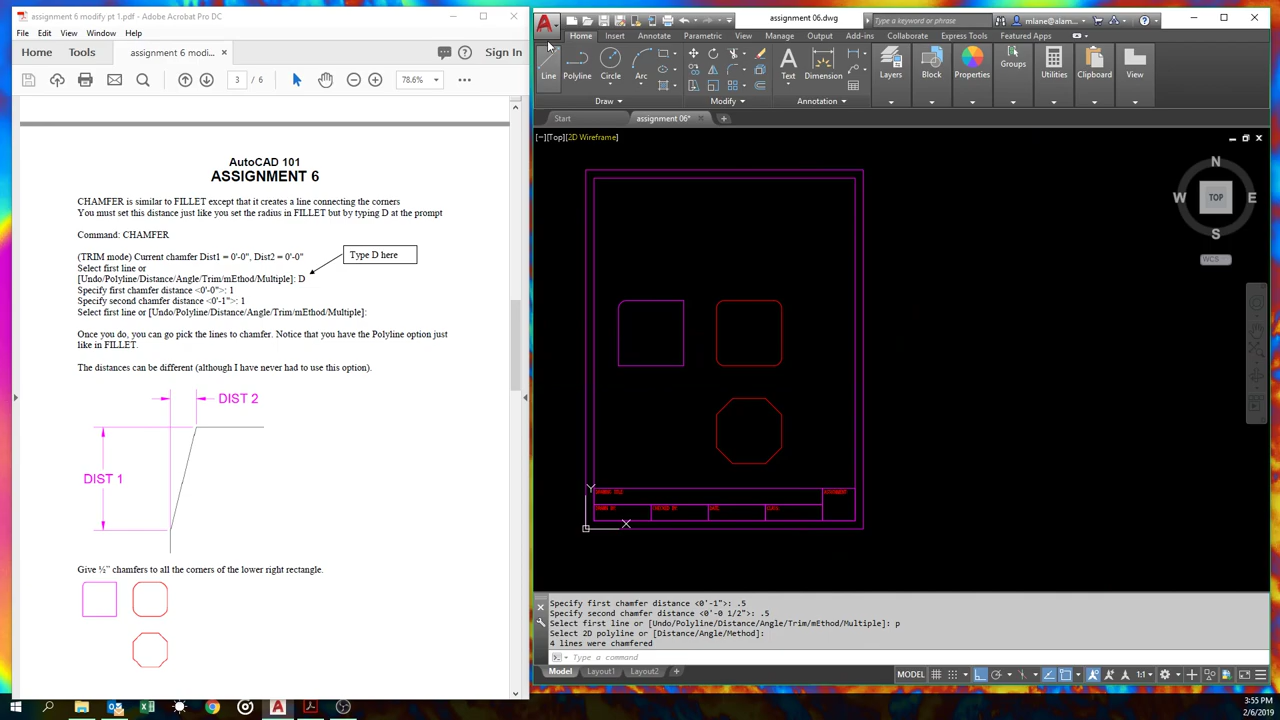 assignment 6 modify pt 1.pdf - Adobe Acrobat Pro DC
File Edit View Window Help
Home Tools assignment 6 modi... × Sign In
3 / 6 78.6%
AutoCAD 101
ASSIGNMENT 6
CHAMFER is similar to FILLET except that it creates a line connecting the corners
You must set this distance just like you set the radius in FILLET but by typing D at the prompt
Command: CHAMFER
(TRIM mode) Current chamfer Dist1 = 0'-0", Dist2 = 0'-0"
Type D here
Select first line or
[Undo/Polyline/Distance/Angle/Trim/mEthod/Multiple]: D
Specify first chamfer distance <0'-0">: 1
Specify second chamfer distance <0'-1">: 1
Select first line or [Undo/Polyline/Distance/Angle/Trim/mEthod/Multiple]:
Once you do, you can go pick the lines to chamfer. Notice that you have the Polyline option just
like in FILLET.
The distances can be different (although I have never had to use this option).
DIST 2
DIST 1
Give ½" chamfers to all the corners of the lower right rectangle.
assignment 06.dwg
Type a keyword or phrase
mlane@alam...
Home Insert Annotate Parametric View Manage Output Add-ins Collaborate Express Tools Featured Apps
Line Polyline Circle Arc Text Dimension Layers Block Properties Groups Utilities Clipboard View
Draw Modify Annotation
Start assignment 06* ×
[−][Top][2D Wireframe]
N
W TOP E
S
WCS
Y
X
Specify first chamfer distance <0'-1">: .5
Specify second chamfer distance <0'-0 1/2">: .5
Select first line or [Undo/Polyline/Distance/Angle/Trim/mEthod/Multiple]: p
Select 2D polyline or [Distance/Angle/Method]:
4 lines were chamfered
Type a command
Model Layout1 Layout2 +
MODEL 1:1
3:55 PM
2/6/2019